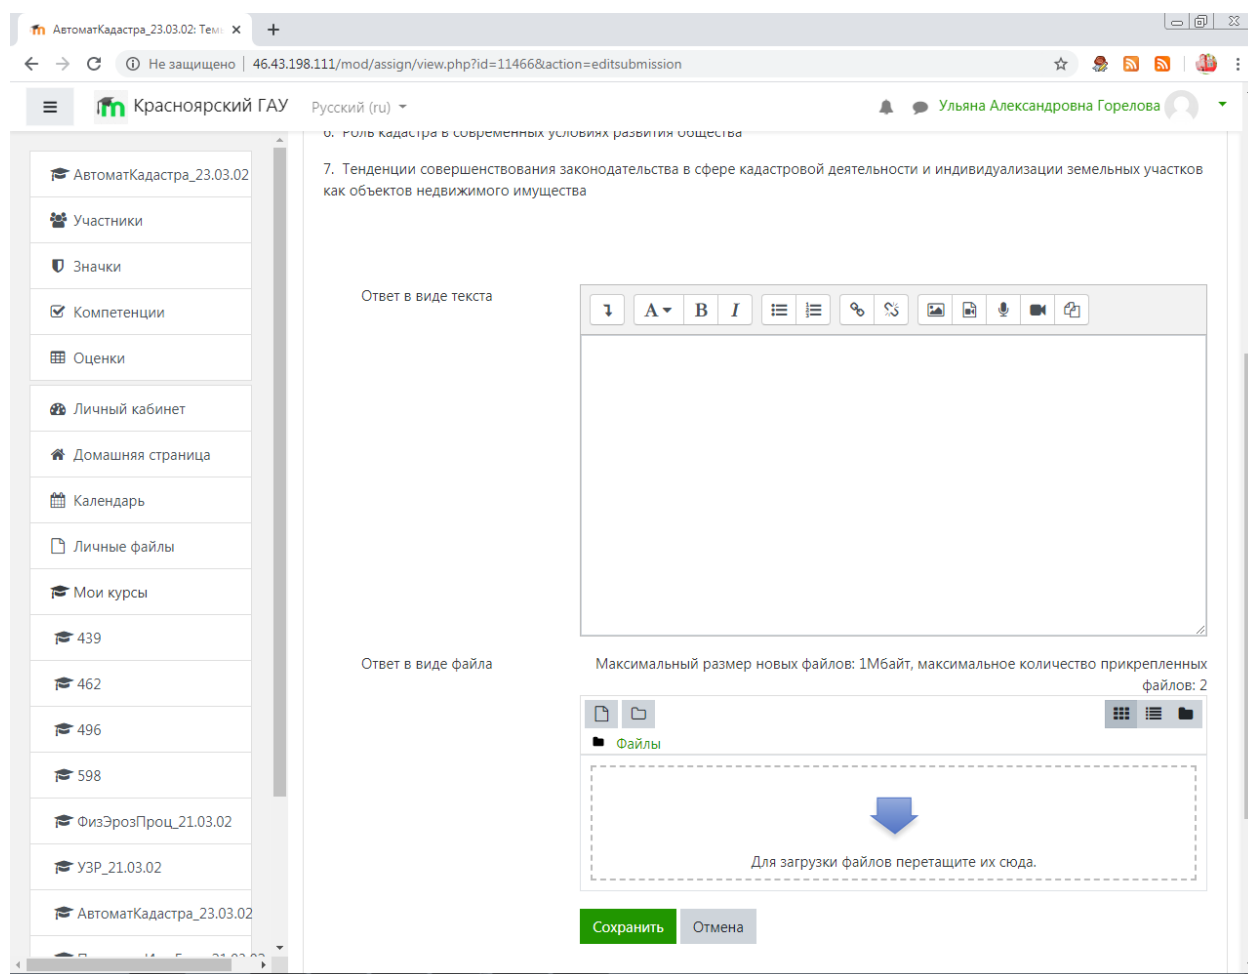 АвтоматКадастра_23.03.02: Тем
Не защищено | 46.43.198.111/mod/assign/view.php?id=11466&action=editsubmission
Красноярский ГАУ
Русский (ru)
Ульяна Александровна Горелова
АвтоматКадастра_23.03.02
Участники
Значки
Компетенции
Оценки
Личный кабинет
Домашняя страница
Календарь
Личные файлы
Мои курсы
439
462
496
598
ФизЭрозПроц_21.03.02
УЗР_21.03.02
АвтоматКадастра_23.03.02
6. Роль кадастра в современных условиях развития общества
7. Тенденции совершенствования законодательства в сфере кадастровой деятельности и индивидуализации земельных участков
как объектов недвижимого имущества
Ответ в виде текста
A B I
Ответ в виде файла
Максимальный размер новых файлов: 1Мбайт, максимальное количество прикрепленных
файлов: 2
Файлы
Для загрузки файлов перетащите их сюда.
Сохранить
Отмена